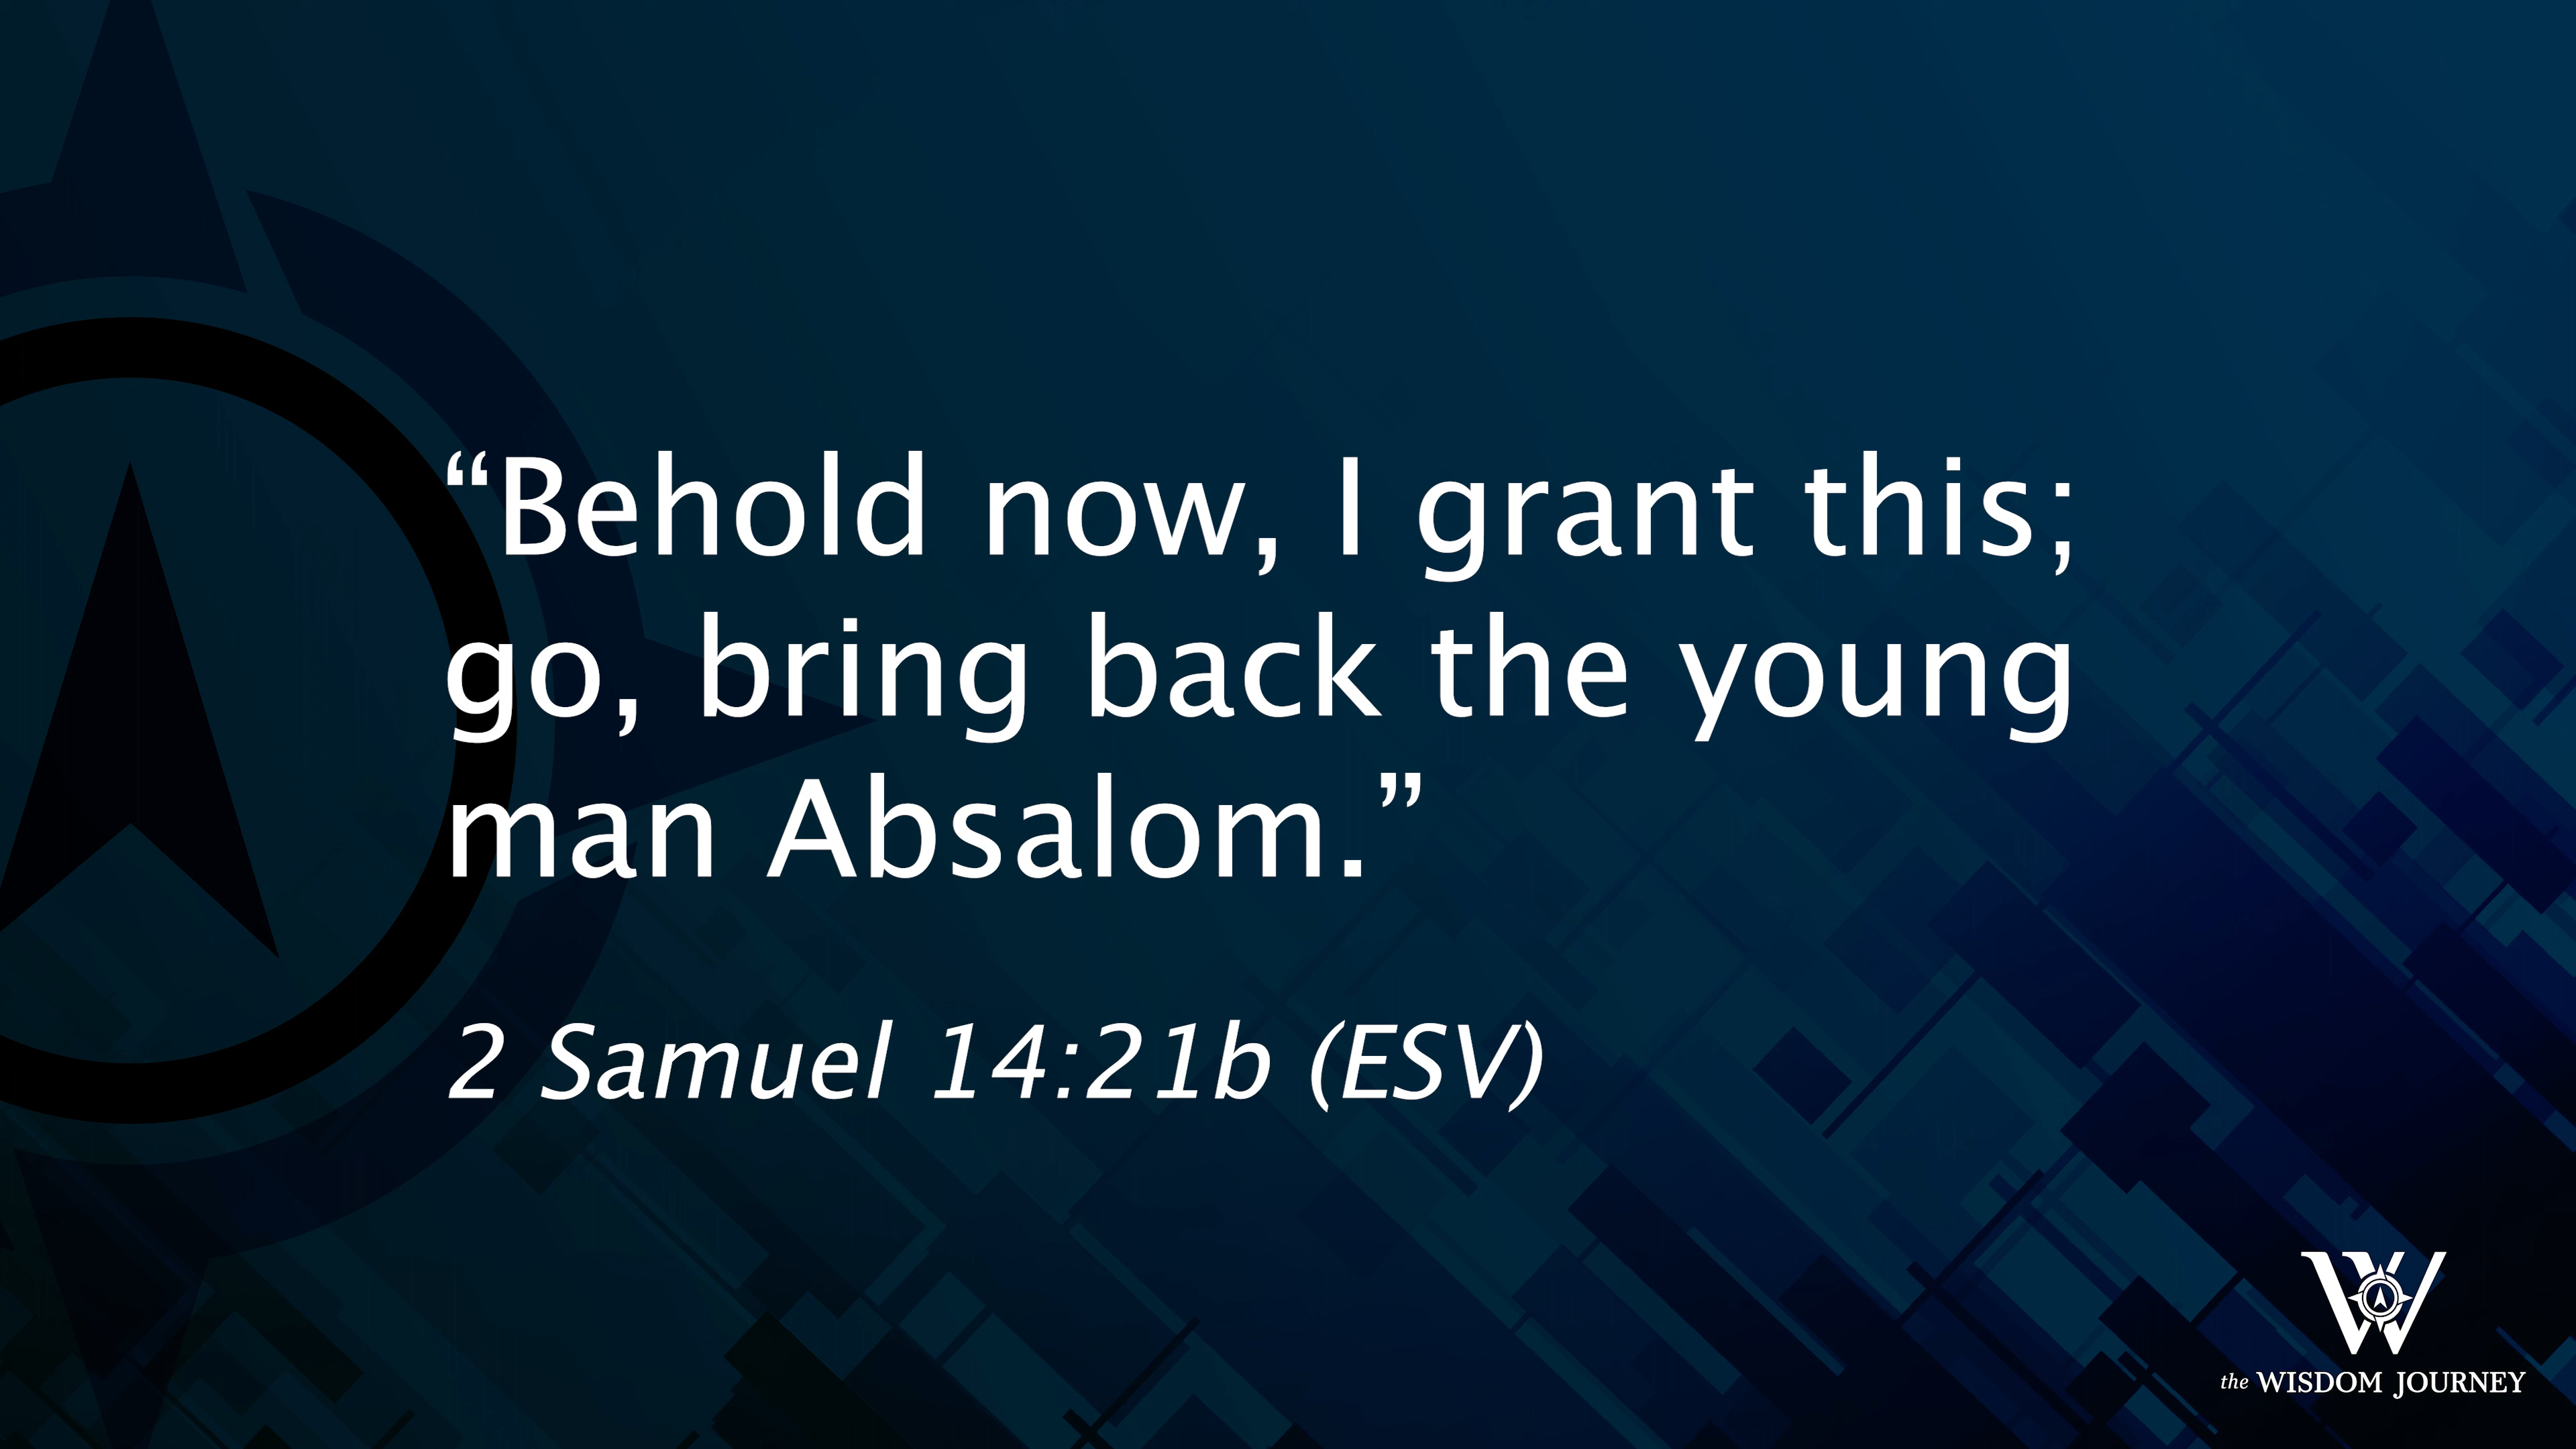 “Behold now, I grant this;
go, bring back the young
man Absalom.”
2 Samuel 14:21b (ESV)
W
the WISDOM JOURNEY